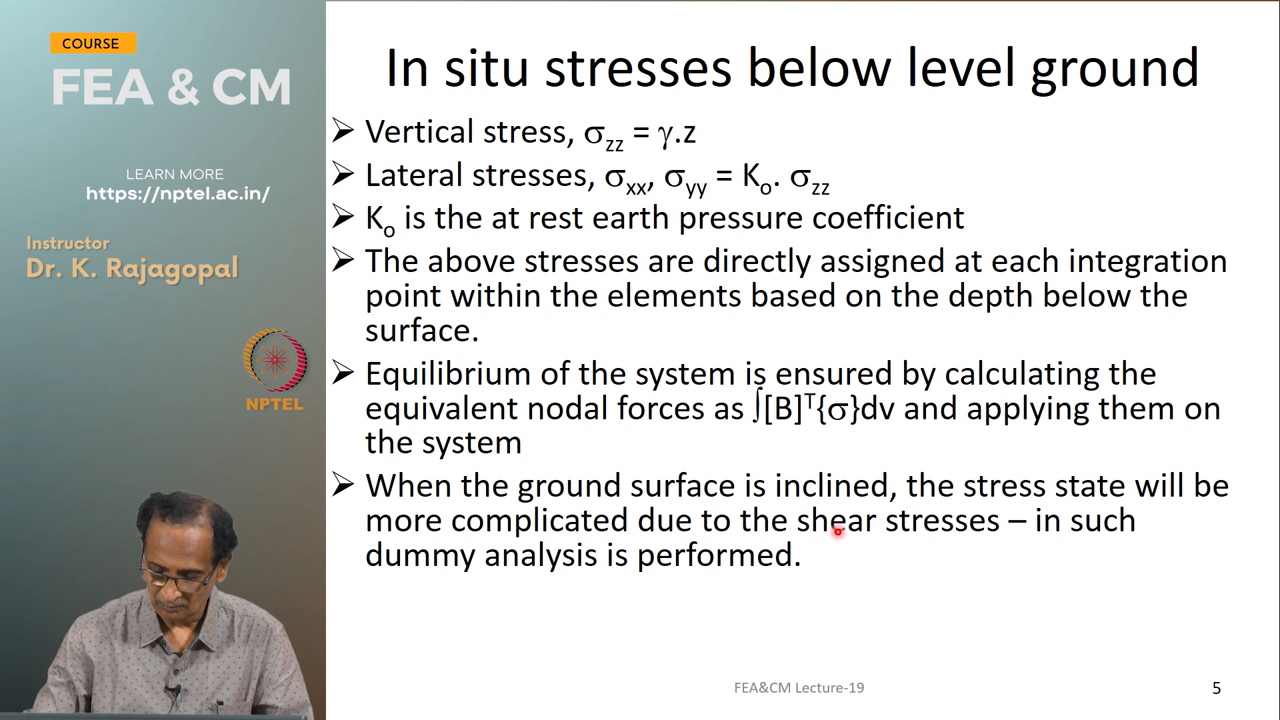 COURSE
FEA & CM
LEARN MORE
https://nptel.ac.in/
Instructor
Dr. K. Rajagopal
NPTEL
In situ stresses below level ground
➢ Vertical stress, σzz = γ.z
➢ Lateral stresses, σxx, σyy = Ko. σzz
➢ Ko is the at rest earth pressure coefficient
➢ The above stresses are directly assigned at each integration
point within the elements based on the depth below the
surface.
➢ Equilibrium of the system is ensured by calculating the
equivalent nodal forces as ∫[B]ᵀ{σ}dv and applying them on
the system
➢ When the ground surface is inclined, the stress state will be
more complicated due to the shear stresses – in such
dummy analysis is performed.
FEA&CM Lecture-19
5